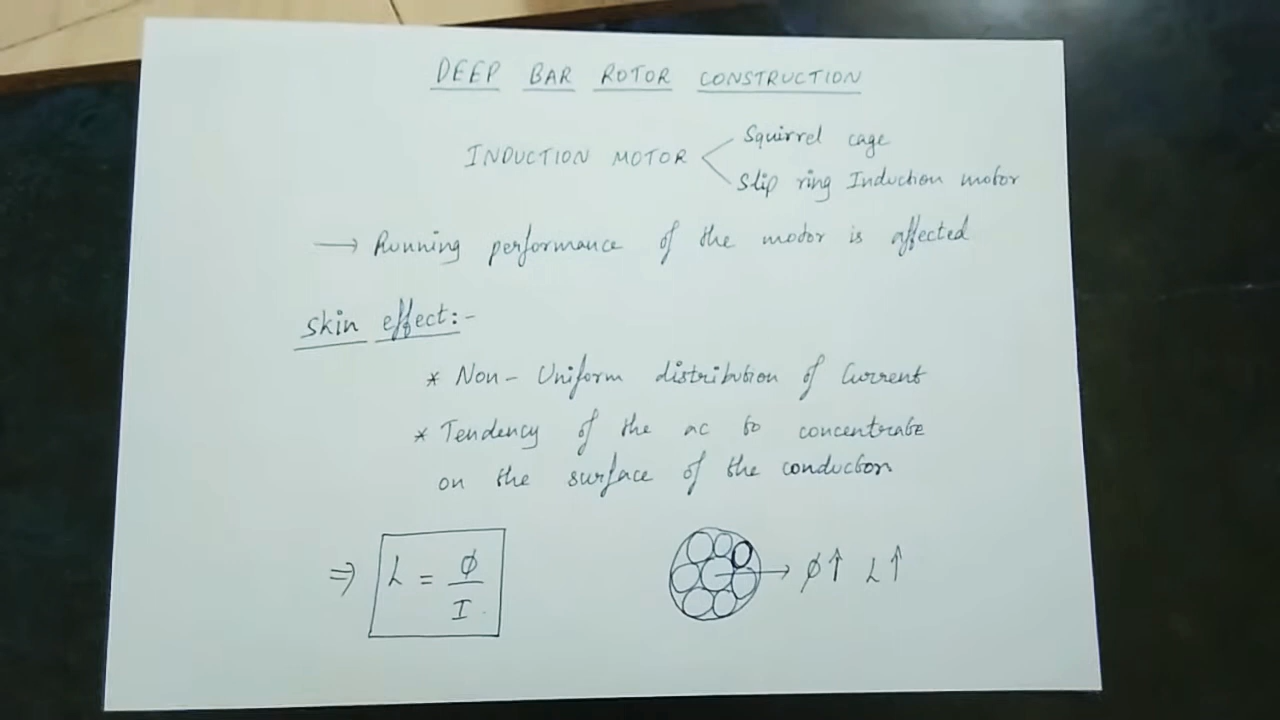 DEEP BAR ROTOR CONSTRUCTION
INDUCTION MOTOR
Squirrel cage
Slip ring Induction motor
→ Running performance of the motor is affected
Skin effect:-
* Non-Uniform distribution of Current
* Tendency of the ac to concentrate
on the surface of the conductor
⇒ L = ϕ / I
ϕ↑ L↑